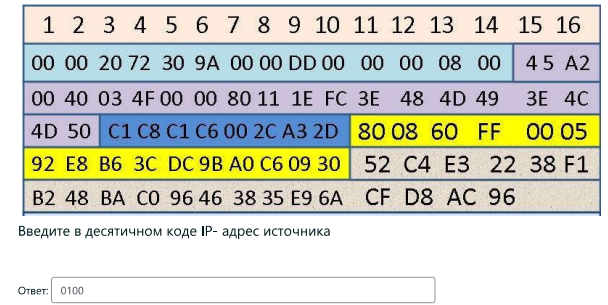 1 2 3 4 5 6 7 8 9 10 11 12 13 14 15 16
00 00 20 72 30 9A 00 00 DD 00 00 00 08 00 4 5 A2
00 40 03 4F 00 00 80 11 1E FC 3E 48 4D 49 3E 4C
4D 50 C1 C8 C1 C6 00 2C A3 2D 80 08 60 FF 00 05
92 E8 B6 3C DC 9B A0 C6 09 30 52 C4 E3 22 38 F1
B2 48 BA C0 96 46 38 35 E9 6A CF D8 AC 96
Введите в десятичном коде IP- адрес источника
Ответ: 0100